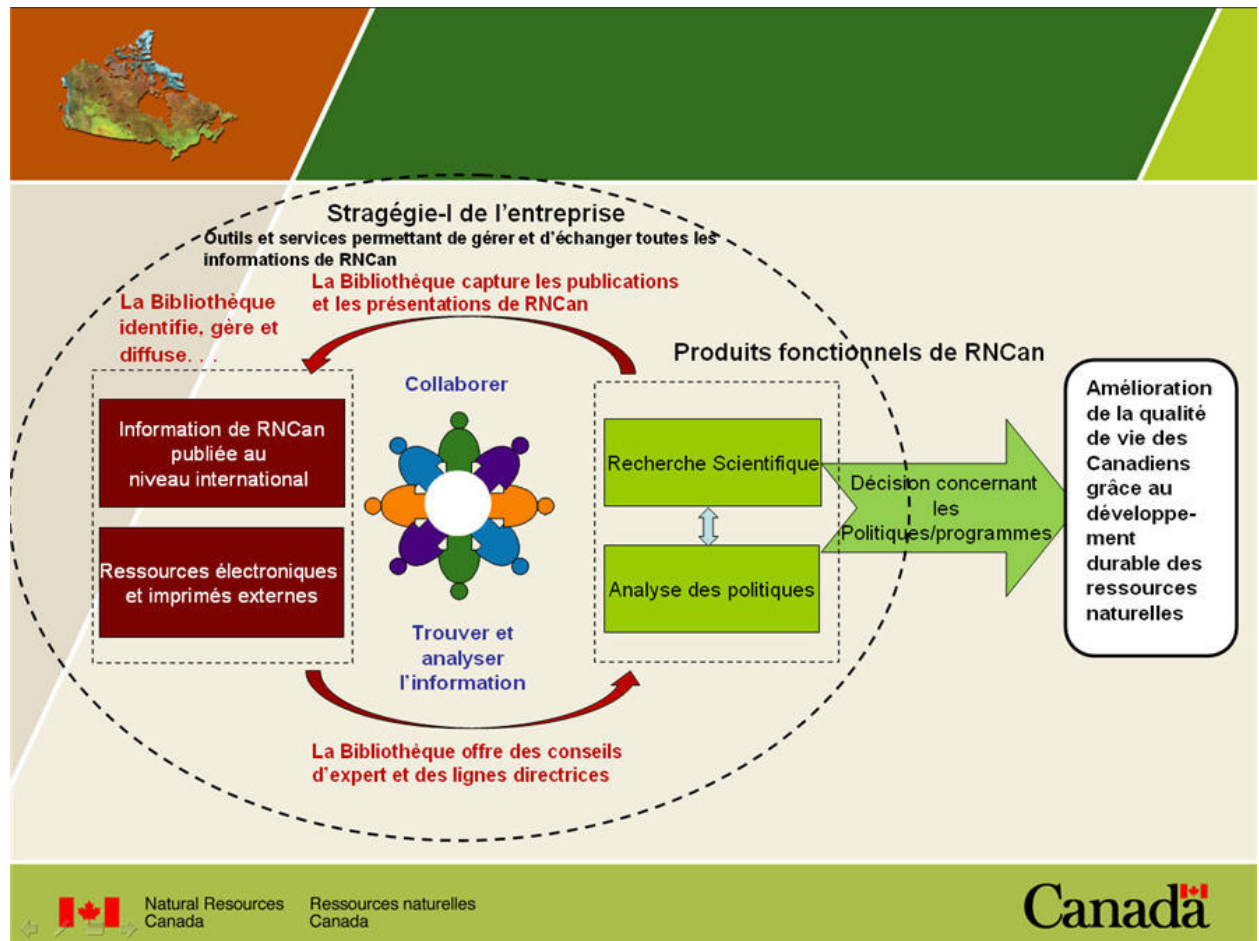 Stragégie-I de l'entreprise
Outils et services permettant de gérer et d'échanger toutes les
informations de RNCan
La Bibliothèque capture les publications
et les présentations de RNCan
La Bibliothèque
identifie, gère et
diffuse. . .
Produits fonctionnels de RNCan
Collaborer
Information de RNCan
publiée au
niveau international
Ressources électroniques
et imprimés externes
Trouver et
analyser
l'information
Recherche Scientifique
Analyse des politiques
Décision concernant
les
Politiques/programmes
Amélioration
de la qualité
de vie des
Canadiens
grâce au
développe-
ment
durable des
ressources
naturelles
La Bibliothèque offre des conseils
d'expert et des lignes directrices
Natural Resources
Canada
Ressources naturelles
Canada
Canada